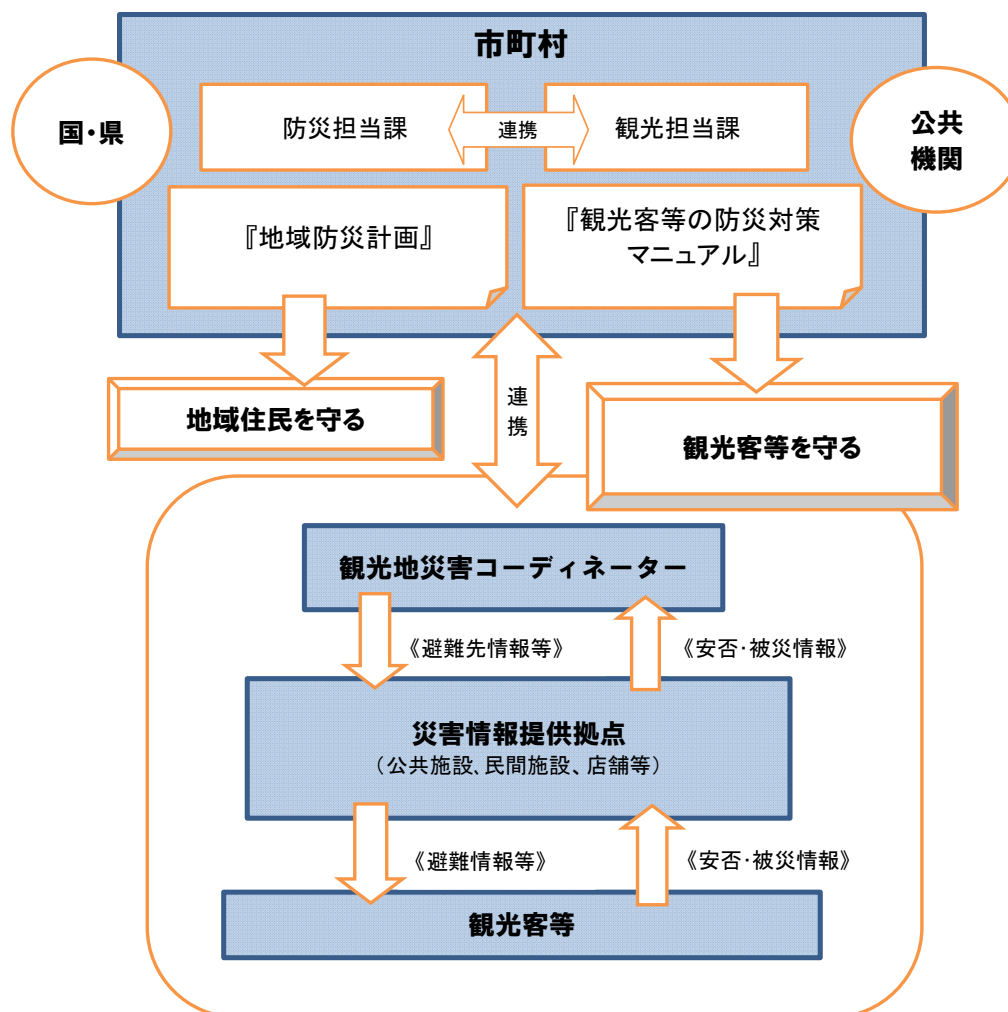 市町村
国・県
防災担当課
連携
観光担当課
公共
機関
『地域防災計画』
『観光客等の防災対策
マニュアル』
連
携
地域住民を守る
観光客等を守る
観光地災害コーディネーター
《避難先情報等》
《安否・被災情報》
災害情報提供拠点
（公共施設、民間施設、店舗等）
《避難情報等》
《安否・被災情報》
観光客等